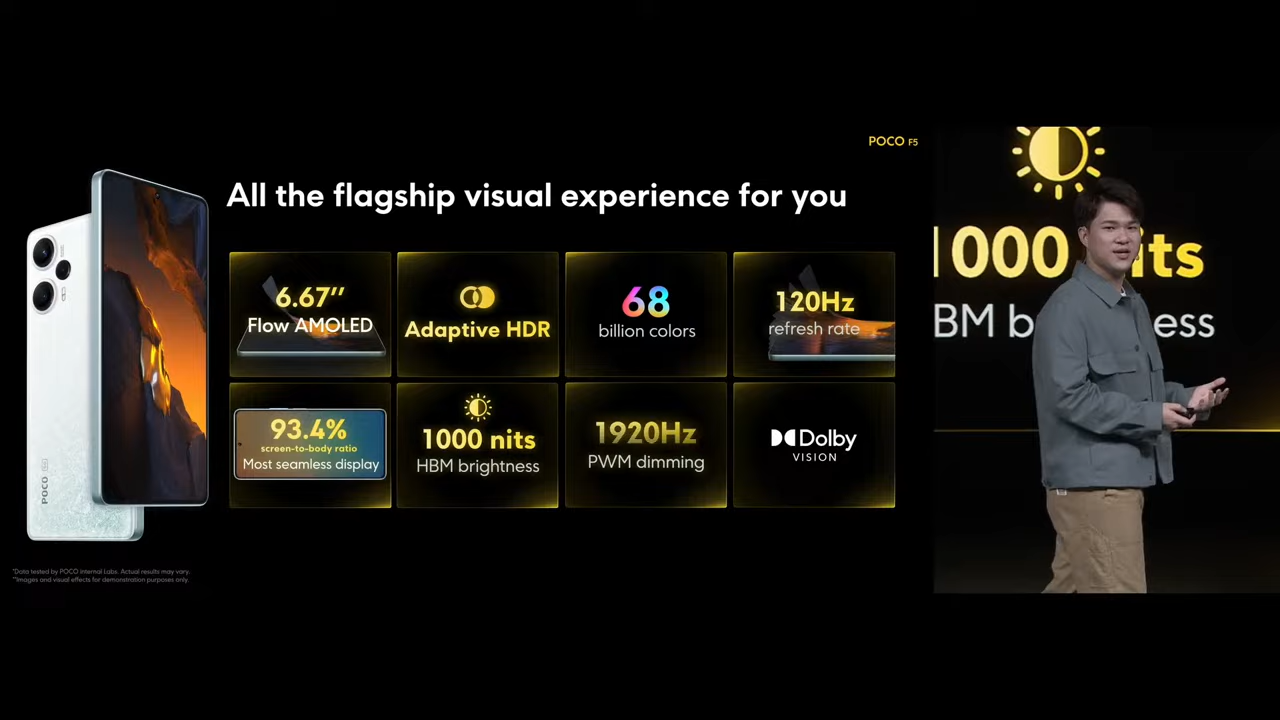 POCO F5
All the flagship visual experience for you
6.67′′
Flow AMOLED
Adaptive HDR
68
billion colors
120Hz
refresh rate
93.4%
screen-to-body ratio
Most seamless display
1000 nits
HBM brightness
1920Hz
PWM dimming
Dolby
VISION
POCO
*Data tested by POCO Internal Labs. Actual results may vary.
**Images and visual effects for demonstration purposes only.
1000 nits